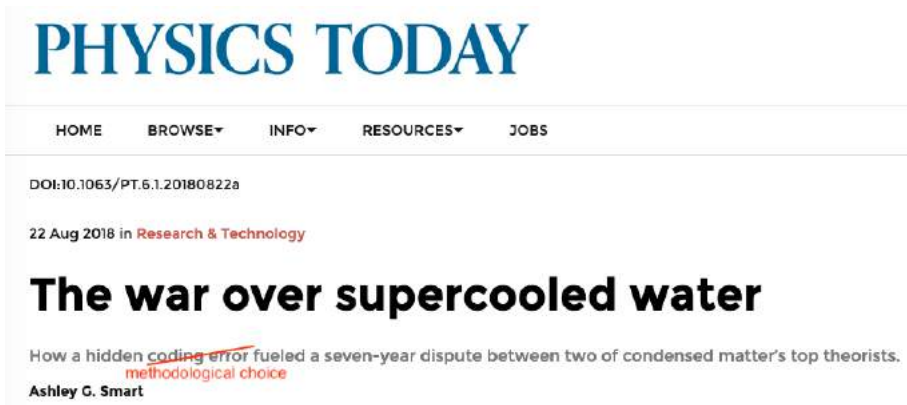 PHYSICS TODAY
HOME BROWSE▾ INFO▾ RESOURCES▾ JOBS
DOI:10.1063/PT.6.1.20180822a
22 Aug 2018 in Research & Technology
The war over supercooled water
How a hidden coding error fueled a seven-year dispute between two of condensed matter's top theorists.
methodological choice
Ashley G. Smart